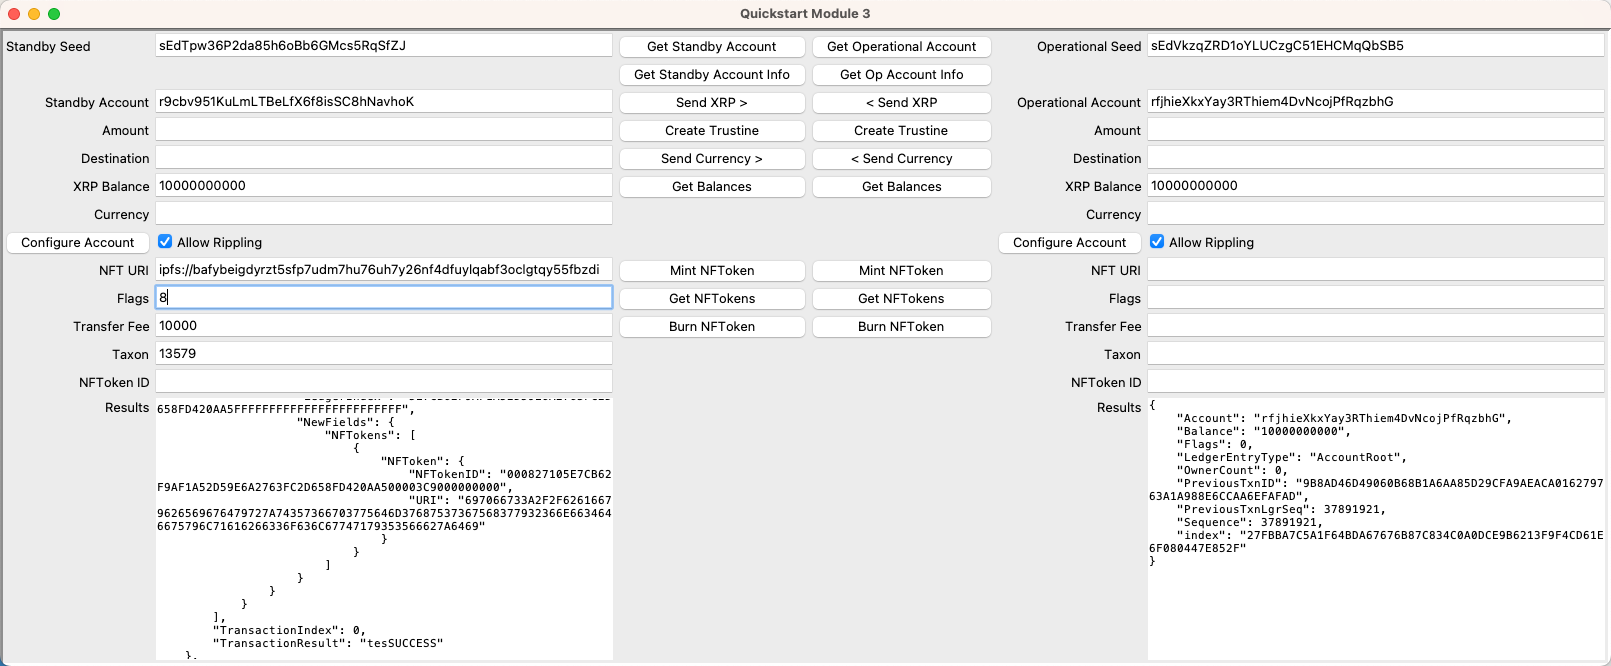 Quickstart Module 3
Standby Seed sEdTpw36P2da85h6oBb6GMcs5RqSfZJ Get Standby Account Get Operational Account Operational Seed sEdVkzqZRD1oYLUCzgC51EHCMqQbSB5
Get Standby Account Info Get Op Account Info
Standby Account r9cbv951KuLmLTBeLfX6f8isSC8hNavhoK Send XRP > < Send XRP Operational Account rfjhieXkxYay3RThiem4DvNcojPfRqzbhG
Amount Create Trustine Create Trustine Amount
Destination Send Currency > < Send Currency Destination
XRP Balance 10000000000 Get Balances Get Balances XRP Balance 10000000000
Currency Currency
Configure Account Allow Rippling Configure Account Allow Rippling
NFT URI ipfs://bafybeigdyrzt5sfp7udm7hu76uh7y26nf4dfuylqabf3oclgtqy55fbzdi Mint NFToken Mint NFToken NFT URI
Flags 8 Get NFTokens Get NFTokens Flags
Transfer Fee 10000 Burn NFToken Burn NFToken Transfer Fee
Taxon 13579 Taxon
NFToken ID NFToken ID
Results
658FD420AA5FFFFFFFFFFFFFFFFFFFFFFFF",
"NewFields": {
"NFTokens": [
{
"NFToken": {
"NFTokenID": "000827105E7CB62
F9AF1A52D59E6A2763FC2D658FD420AA500003C9000000000",
"URI": "697066733A2F2F6261667
9626569676479727A74357366703775646D37687537367568377932366E663464
6675796C71616266336F636C67747179353566627A6469"
}
}
]
}
}
}
],
"TransactionIndex": 0,
"TransactionResult": "tesSUCCESS"
},
Results
{
"Account": "rfjhieXkxYay3RThiem4DvNcojPfRqzbhG",
"Balance": "10000000000",
"Flags": 0,
"LedgerEntryType": "AccountRoot",
"OwnerCount": 0,
"PreviousTxnID": "9B8AD46D49060B68B1A6AA85D29CFA9AEACA0162797
63A1A988E6CCAA6EFAFAD",
"PreviousTxnLgrSeq": 37891921,
"Sequence": 37891921,
"index": "27FBBA7C5A1F64BDA67676B87C834C0A0DCE9B6213F9F4CD61E
6F080447E852F"
}